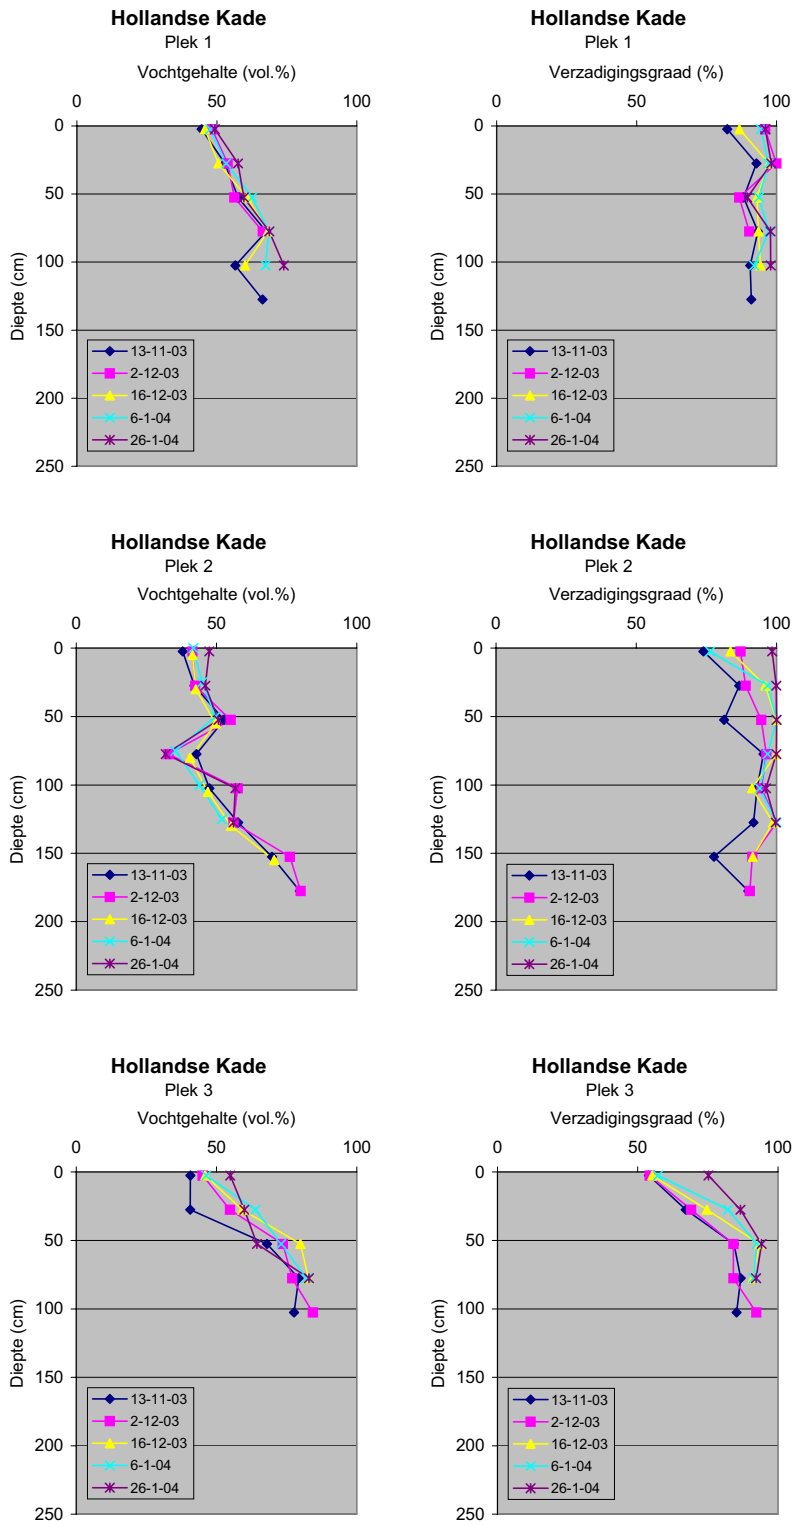 Hollandse Kade
Plek 1
Vochtgehalte (vol.%)
0 50 100
0
50
100
150
200
250
Diepte (cm)
13-11-03
2-12-03
16-12-03
6-1-04
26-1-04
Hollandse Kade
Plek 1
Verzadigingsgraad (%)
0 50 100
0
50
100
150
200
250
Diepte (cm)
13-11-03
2-12-03
16-12-03
6-1-04
26-1-04
Hollandse Kade
Plek 2
Vochtgehalte (vol.%)
0 50 100
0
50
100
150
200
250
Diepte (cm)
13-11-03
2-12-03
16-12-03
6-1-04
26-1-04
Hollandse Kade
Plek 2
Verzadigingsgraad (%)
0 50 100
0
50
100
150
200
250
Diepte (cm)
13-11-03
2-12-03
16-12-03
6-1-04
26-1-04
Hollandse Kade
Plek 3
Vochtgehalte (vol.%)
0 50 100
0
50
100
150
200
250
Diepte (cm)
13-11-03
2-12-03
16-12-03
6-1-04
26-1-04
Hollandse Kade
Plek 3
Verzadigingsgraad (%)
0 50 100
0
50
100
150
200
250
Diepte (cm)
13-11-03
2-12-03
16-12-03
6-1-04
26-1-04